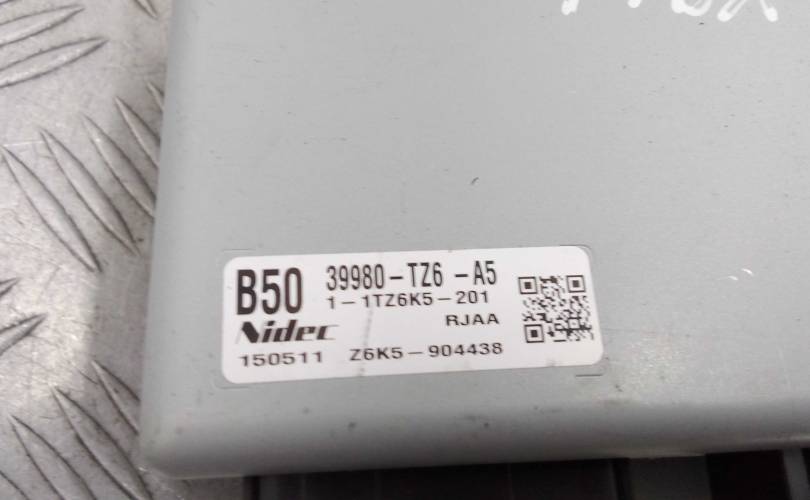 B50 39980-TZ6 -A5
1-1TZ6K5-201
Nidec RJAA
150511 Z6K5-904438